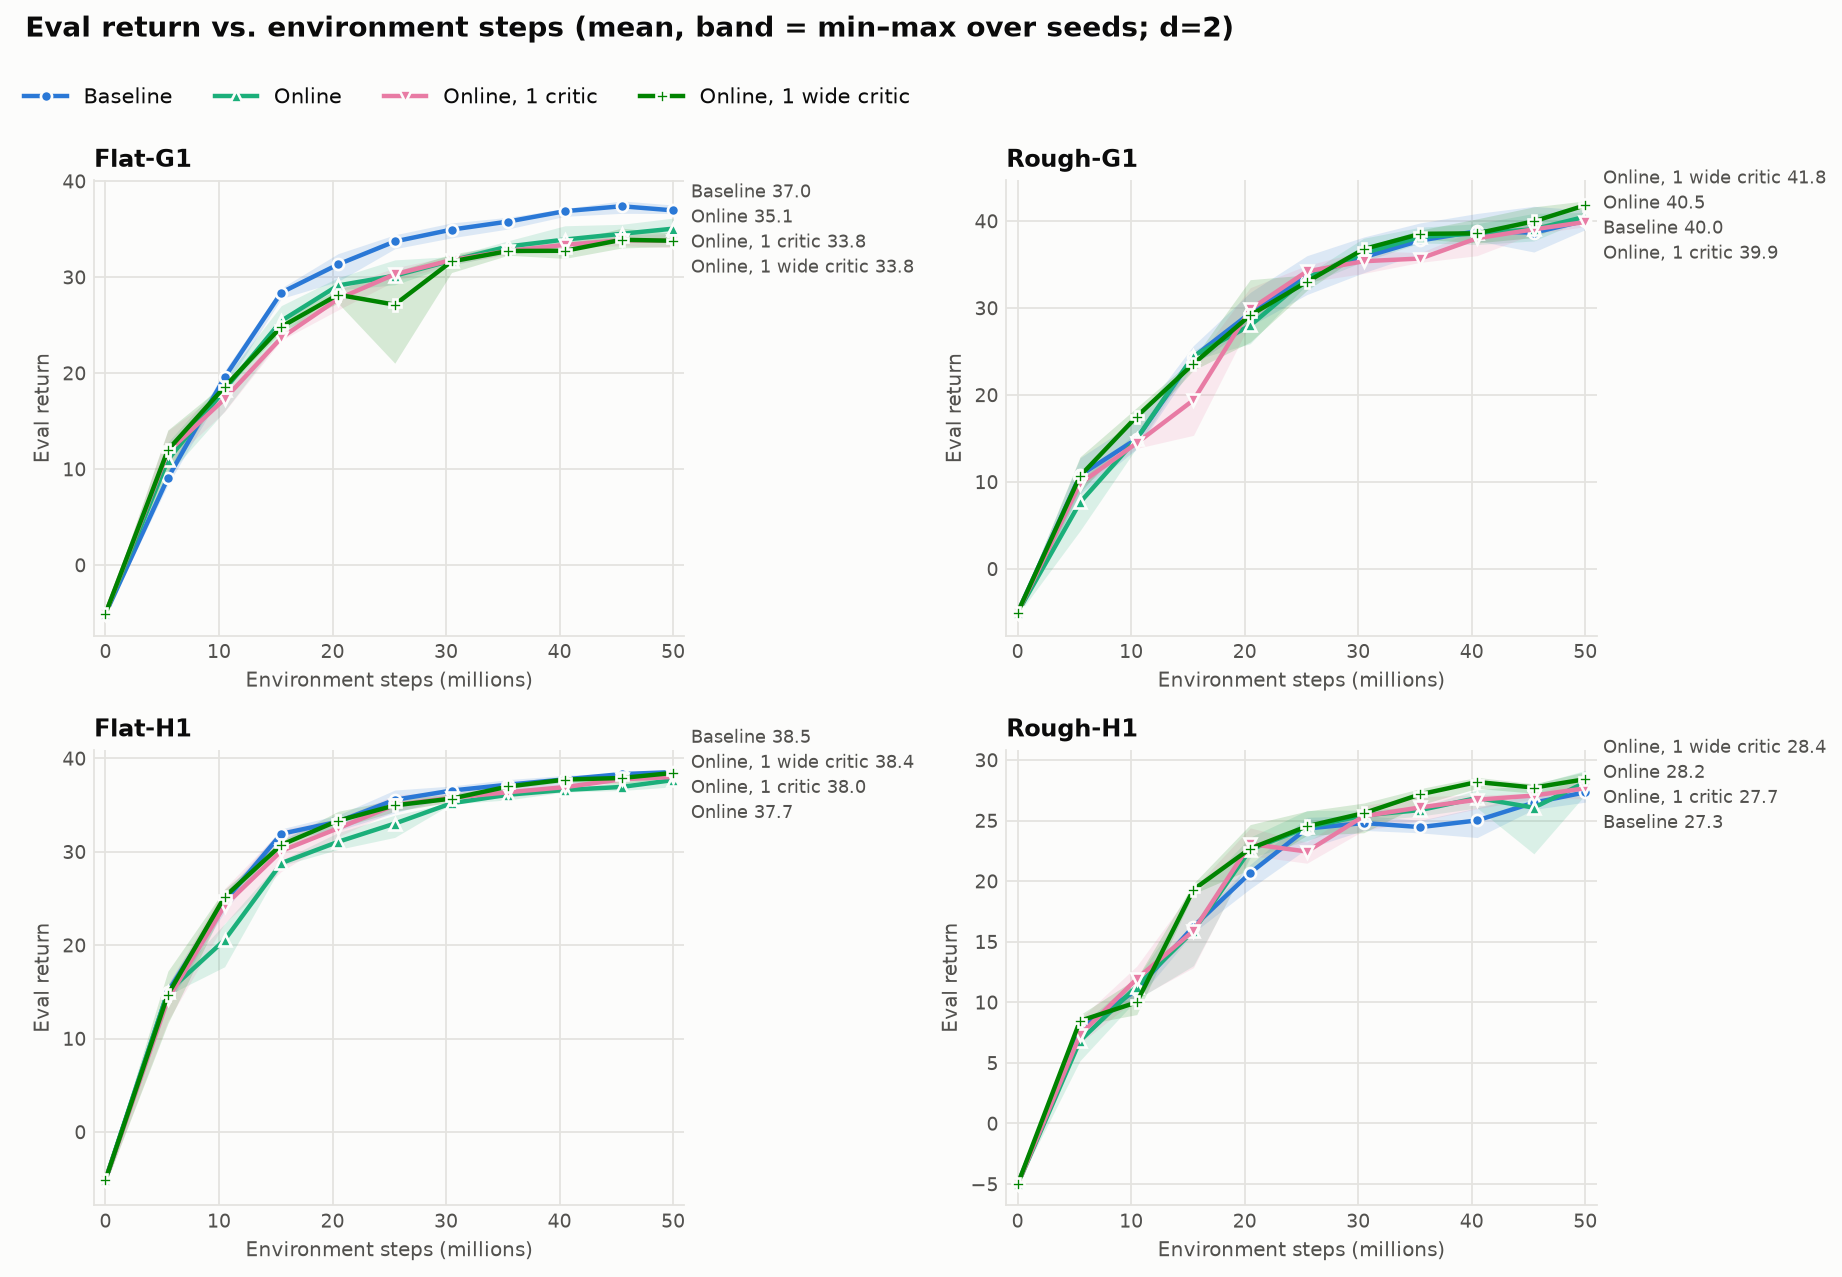 Eval return vs. environment steps (mean, band = min–max over seeds; d=2)
Baseline
Online
Online, 1 critic
Online, 1 wide critic
Flat-G1
40
30
20
10
0
Eval return
0
10
20
30
40
50
Environment steps (millions)
Baseline 37.0
Online 35.1
Online, 1 critic 33.8
Online, 1 wide critic 33.8
Rough-G1
40
30
20
10
0
Eval return
0
10
20
30
40
50
Environment steps (millions)
Online, 1 wide critic 41.8
Online 40.5
Baseline 40.0
Online, 1 critic 39.9
Flat-H1
40
30
20
10
0
Eval return
0
10
20
30
40
50
Environment steps (millions)
Baseline 38.5
Online, 1 wide critic 38.4
Online, 1 critic 38.0
Online 37.7
Rough-H1
30
25
20
15
10
5
0
−5
Eval return
0
10
20
30
40
50
Environment steps (millions)
Online, 1 wide critic 28.4
Online 28.2
Online, 1 critic 27.7
Baseline 27.3